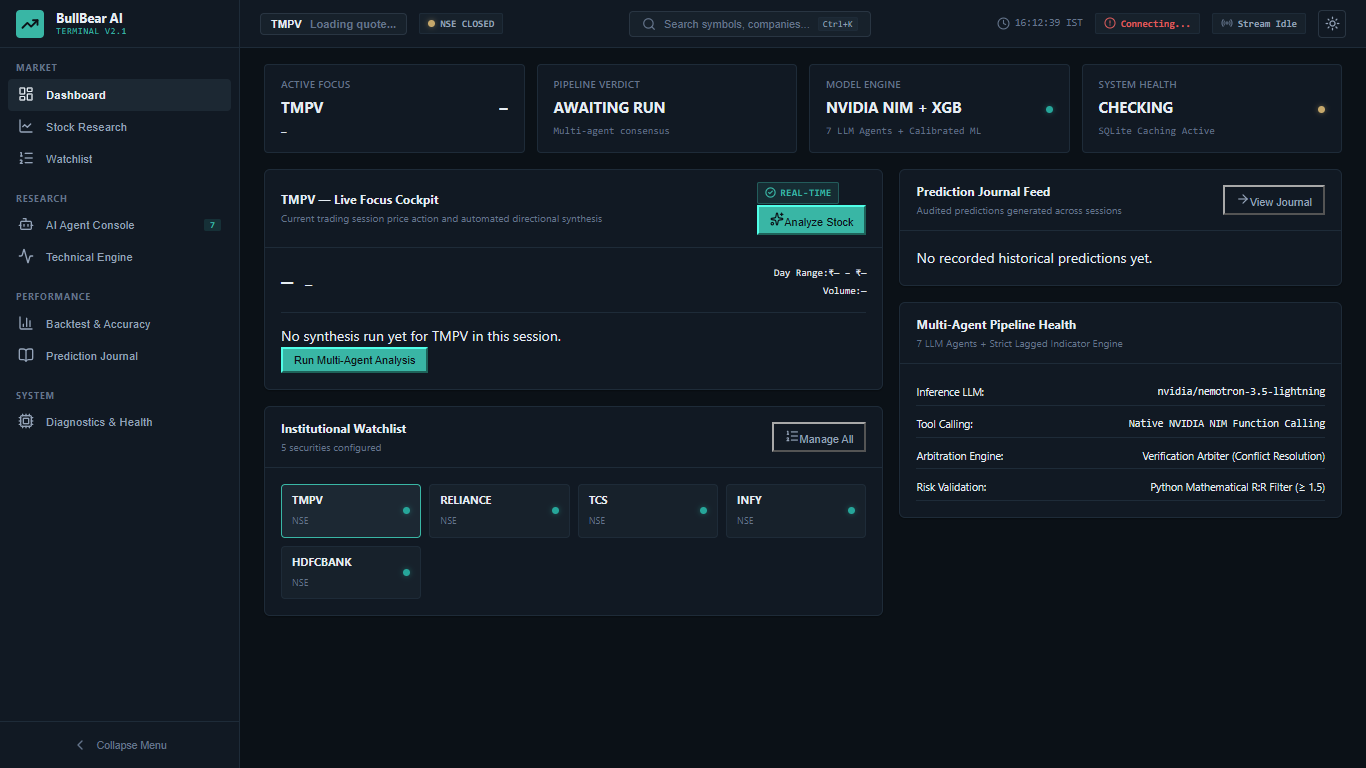 BullBear AI
TERMINAL V2.1
TMPV Loading quote...
NSE CLOSED
Search symbols, companies... Ctrl+K
16:12:39 IST
Connecting...
Stream Idle
MARKET
Dashboard
Stock Research
Watchlist
RESEARCH
AI Agent Console 7
Technical Engine
PERFORMANCE
Backtest & Accuracy
Prediction Journal
SYSTEM
Diagnostics & Health
Collapse Menu
ACTIVE FOCUS
TMPV —
—
PIPELINE VERDICT
AWAITING RUN
Multi-agent consensus
MODEL ENGINE
NVIDIA NIM + XGB
7 LLM Agents + Calibrated ML
SYSTEM HEALTH
CHECKING
SQLite Caching Active
TMPV — Live Focus Cockpit
Current trading session price action and automated directional synthesis
REAL-TIME
Analyze Stock
— —
Day Range:₹— – ₹—
Volume:—
No synthesis run yet for TMPV in this session.
Run Multi-Agent Analysis
Institutional Watchlist
5 securities configured
Manage All
TMPV
NSE
RELIANCE
NSE
TCS
NSE
INFY
NSE
HDFCBANK
NSE
Prediction Journal Feed
Audited predictions generated across sessions
View Journal
No recorded historical predictions yet.
Multi-Agent Pipeline Health
7 LLM Agents + Strict Lagged Indicator Engine
Inference LLM: nvidia/nemotron-3.5-lightning
Tool Calling: Native NVIDIA NIM Function Calling
Arbitration Engine: Verification Arbiter (Conflict Resolution)
Risk Validation: Python Mathematical R:R Filter (≥ 1.5)